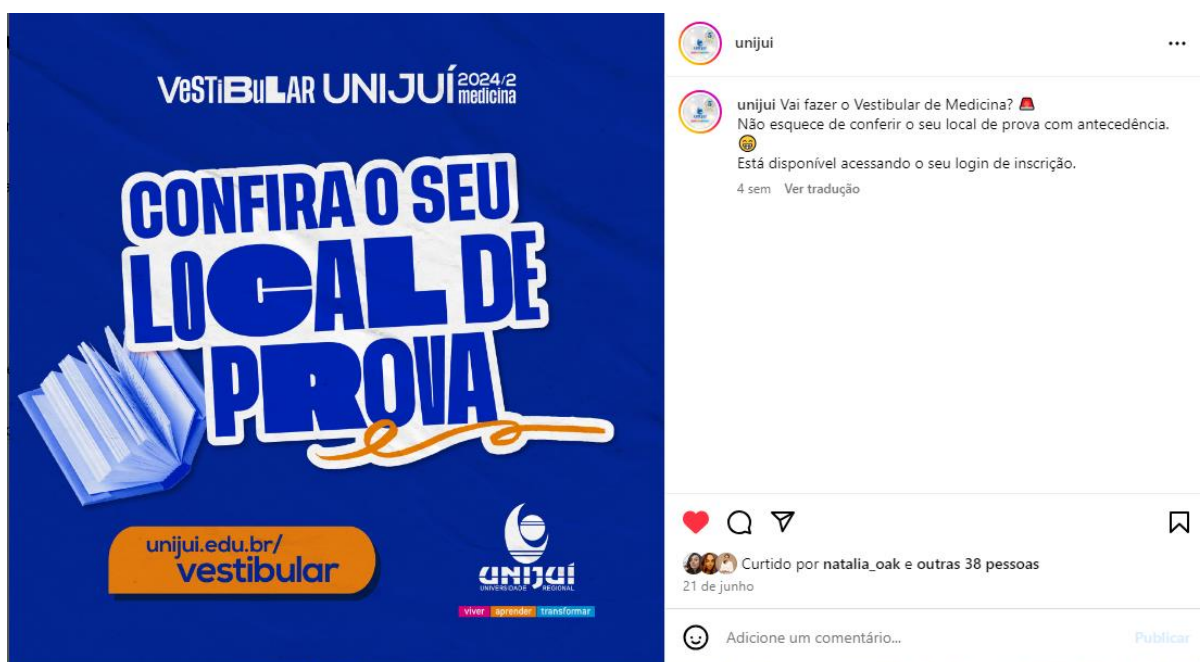 VeSTiBuLAR UNIJUÍ 2024/2 medicina
CONFIRA O SEU
LOCAL DE
PROVA
unijui.edu.br/
vestibular
UNIJUÍ
UNIVERSIDADE REGIONAL
viver aprender transformar
unijui
unijui Vai fazer o Vestibular de Medicina? 🚨
Não esquece de conferir o seu local de prova com antecedência.
😁
Está disponível acessando o seu login de inscrição.
4 sem Ver tradução
Curtido por natalia_oak e outras 38 pessoas
21 de junho
Adicione um comentário... Publicar